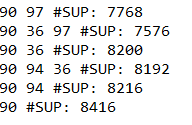 90 97 #SUP: 7768
90 36 97 #SUP: 7576
90 36 #SUP: 8200
90 94 36 #SUP: 8192
90 94 #SUP: 8216
90 #SUP: 8416